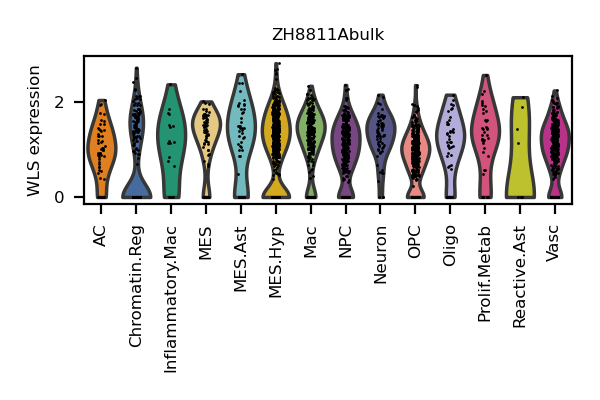 ZH8811Abulk
WLS expression
2
0
AC
Chromatin.Reg
Inflammatory.Mac
MES
MES.Ast
MES.Hyp
Mac
NPC
Neuron
OPC
Oligo
Prolif.Metab
Reactive.Ast
Vasc